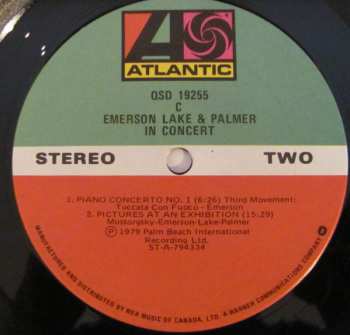 ATLANTIC
QSD 19255
C
EMERSON LAKE & PALMER
IN CONCERT
STEREO TWO
1. PIANO CONCERTO NO. 1 (6:26) Third Movement:
Toccata Con Fuoco - Emerson
2. PICTURES AT AN EXHIBITION (15:29)
Mustorgsky-Emerson-Lake-Palmer
℗ 1979 Palm Beach International
Recording Ltd.
ST-A-794334
MANUFACTURED AND DISTRIBUTED BY WEA MUSIC OF CANADA, LTD. A WARNER COMMUNICATIONS COMPANY